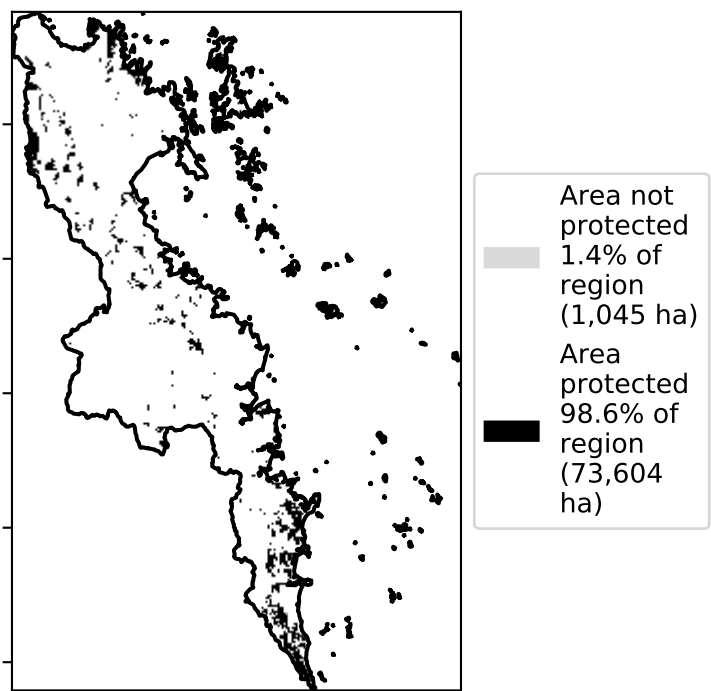 Area not
protected
1.4% of
region
(1,045 ha)
Area
protected
98.6% of
region
(73,604
ha)